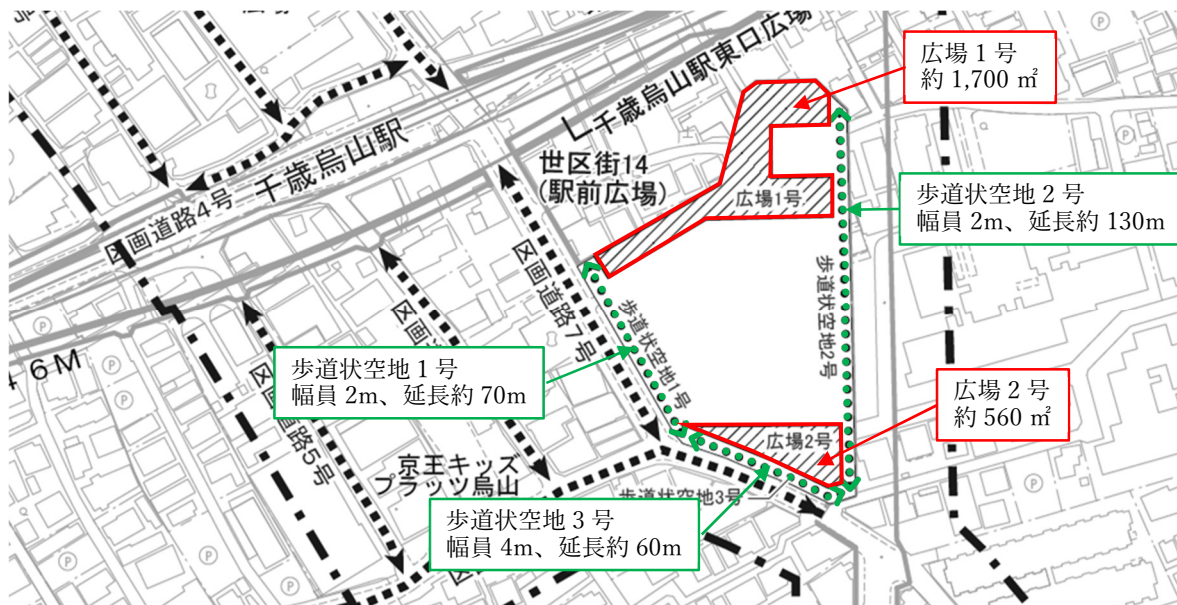 広場 1 号
約 1,700 ㎡
千歳烏山駅東口広場
千歳烏山駅
世区街14
(駅前広場)
広場1号
歩道状空地 2 号
幅員 2m、延長約 130m
区画道路4号
区画道路7号
歩道状空地2号
歩道状空地1号
歩道状空地 1 号
幅員 2m、延長約 70m
46M
区画
区画道路5号
広場 2 号
約 560 ㎡
広場2号
京王キッズ
プラッツ烏山
歩道状空地3号
歩道状空地 3 号
幅員 4m、延長約 60m
P
P
P
P
P
P